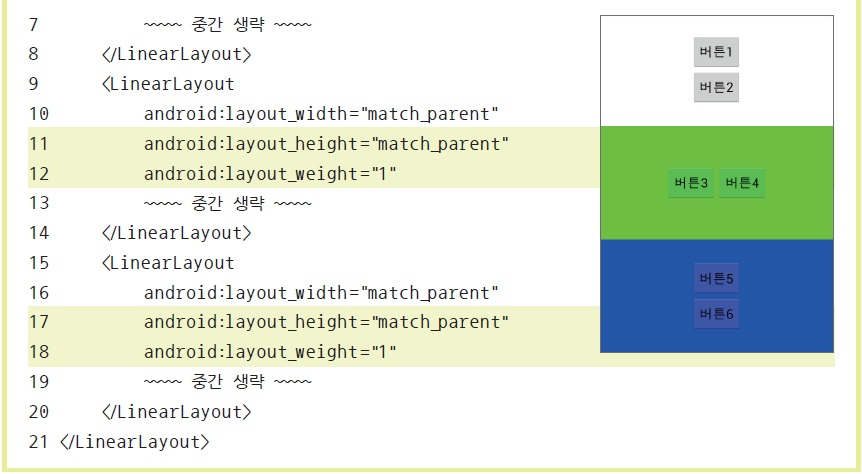 7 ~~~~~ 중간 생략 ~~~~~
8 </LinearLayout>
9 <LinearLayout
10 android:layout_width="match_parent"
11 android:layout_height="match_parent"
12 android:layout_weight="1"
13 ~~~~~ 중간 생략 ~~~~~
14 </LinearLayout>
15 <LinearLayout
16 android:layout_width="match_parent"
17 android:layout_height="match_parent"
18 android:layout_weight="1"
19 ~~~~~ 중간 생략 ~~~~~
20 </LinearLayout>
21 </LinearLayout>
버튼1
버튼2
버튼3 버튼4
버튼5
버튼6